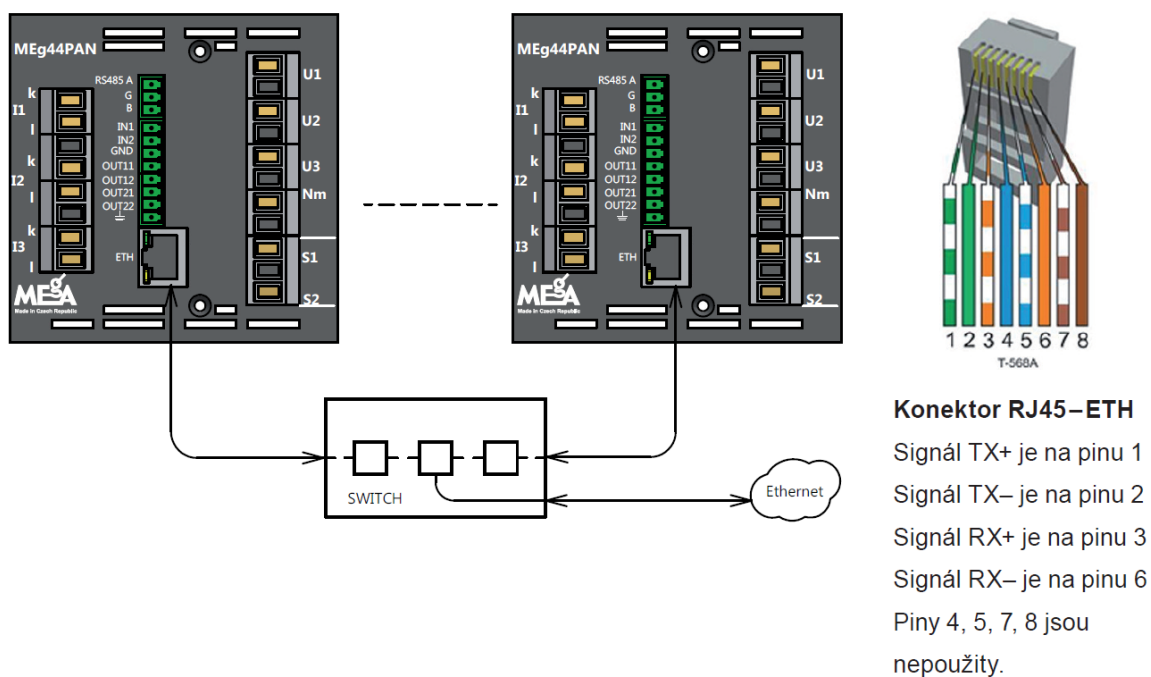 MEg44PAN
RS485 A
G
B
IN1
IN2
GND
OUT11
OUT12
OUT21
OUT22
ETH
k
I1
l
k
I2
l
k
I3
l
U1
U2
U3
Nm
S1
S2
MEgA
Made in Czech Republic
MEg44PAN
RS485 A
G
B
IN1
IN2
GND
OUT11
OUT12
OUT21
OUT22
ETH
k
I1
l
k
I2
l
k
I3
l
U1
U2
U3
Nm
S1
S2
MEgA
Made in Czech Republic
SWITCH
Ethernet
1 2 3 4 5 6 7 8
T-568A
Konektor RJ45–ETH
Signál TX+ je na pinu 1
Signál TX– je na pinu 2
Signál RX+ je na pinu 3
Signál RX– je na pinu 6
Piny 4, 5, 7, 8 jsou
nepoužity.